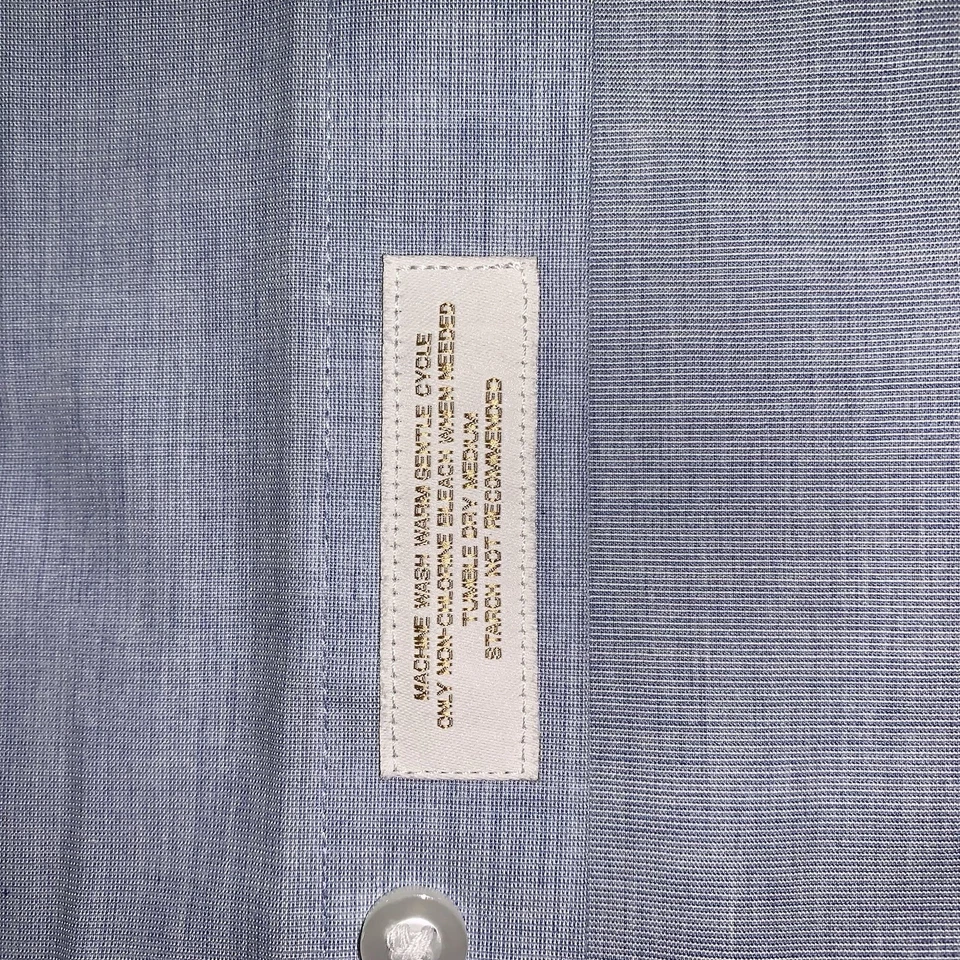 MACHINE WASH WARM GENTLE CYCLE
ONLY NON-CHLORINE BLEACH WHEN NEEDED
TUMBLE DRY MEDIUM
STARCH NOT RECOMMENDED